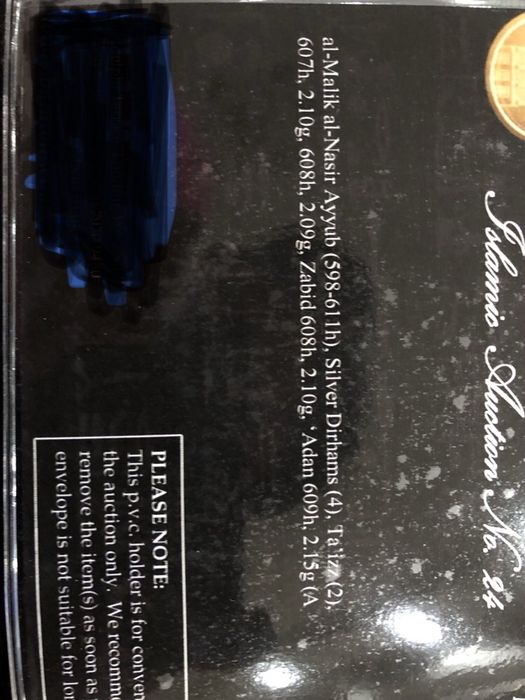 Islamic Auction No. 24
al-Malik al-Nasir Ayyub (598-611h), Silver Dirhams (4), Ta'izz (2),
607h, 2.10g, 608h, 2.09g, Zabid 608h, 2.10g, 'Adan 609h, 2.15g (A
PLEASE NOTE:
This p.v.c. holder is for conven
the auction only. We recomme
remove the item(s) as soon as
envelope is not suitable for lon